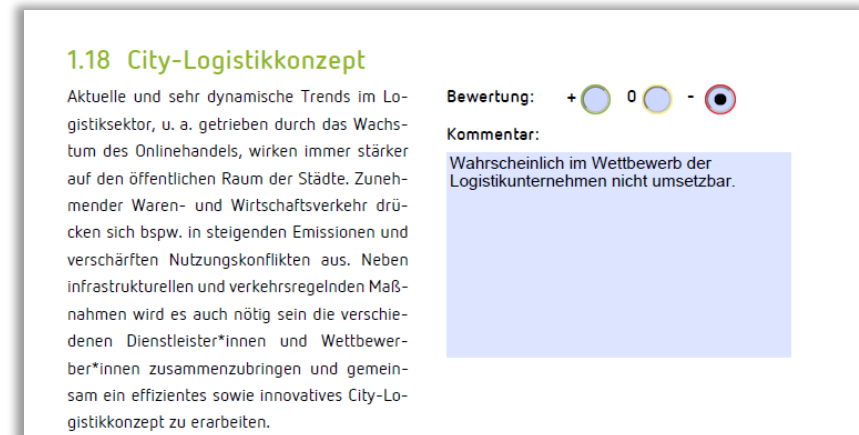 1.18 City-Logistikkonzept
Aktuelle und sehr dynamische Trends im Lo-
gistiksektor, u. a. getrieben durch das Wachs-
tum des Onlinehandels, wirken immer stärker
auf den öffentlichen Raum der Städte. Zuneh-
mender Waren- und Wirtschaftsverkehr drü-
cken sich bspw. in steigenden Emissionen und
verschärften Nutzungskonflikten aus. Neben
infrastrukturellen und verkehrsregelnden Maß-
nahmen wird es auch nötig sein die verschie-
denen Dienstleister*innen und Wettbewer-
ber*innen zusammenzubringen und gemein-
sam ein effizientes sowie innovatives City-Lo-
gistikkonzept zu erarbeiten.
Bewertung: + 0 -
Kommentar:
Wahrscheinlich im Wettbewerb der
Logistikunternehmen nicht umsetzbar.